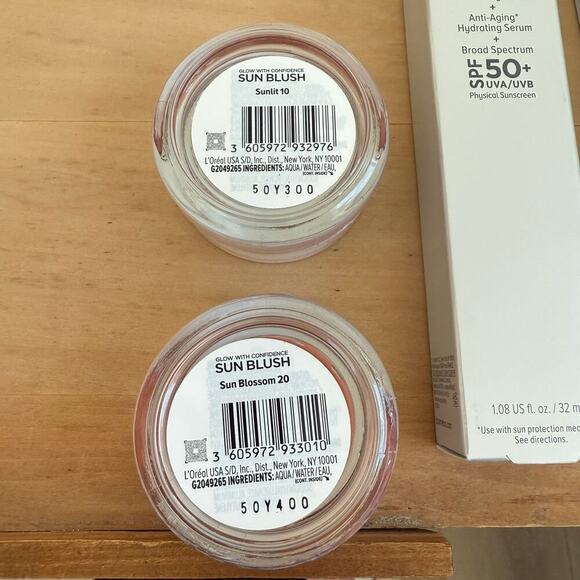 GLOW WITH CONFIDENCE
SUN BLUSH
Sunlit 10
3 605972 932976
L'Oréal USA S/D, Inc., Dist., New York, NY 10001
G2049265 INGREDIENTS: AQUA / WATER / EAU,
(CONT. INSIDE)
50Y300
GLOW WITH CONFIDENCE
SUN BLUSH
Sun Blossom 20
3 605972 933010
L'Oréal USA S/D, Inc., Dist., New York, NY 10001
G2049265 INGREDIENTS: AQUA / WATER / EAU,
(CONT. INSIDE)
50Y400
+
Anti-Aging*
Hydrating Serum
+
Broad Spectrum
SPF 50+
UVA/UVB
Physical Sunscreen
1.08 US fl. oz. / 32 m
*Use with sun protection mea
See directions.